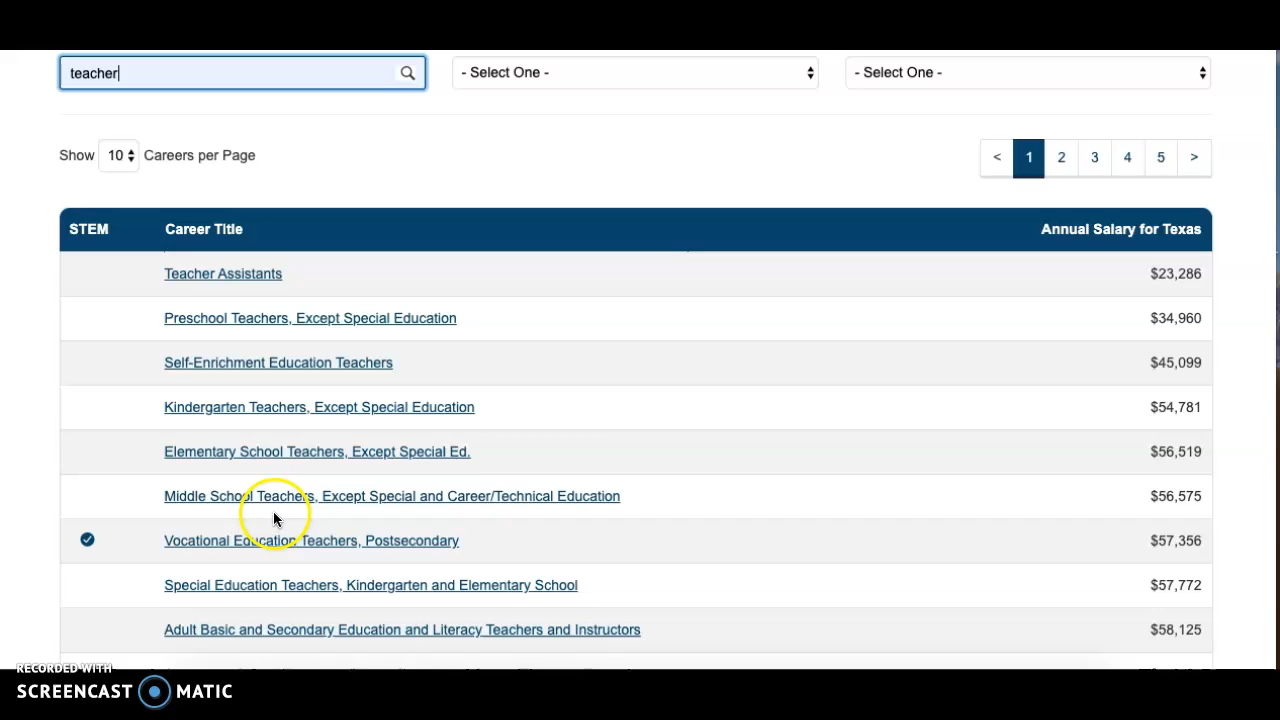 teacher
- Select One -
- Select One -
Show 10 Careers per Page
< 1 2 3 4 5 >
STEM Career Title Annual Salary for Texas
Teacher Assistants $23,286
Preschool Teachers, Except Special Education $34,960
Self-Enrichment Education Teachers $45,099
Kindergarten Teachers, Except Special Education $54,781
Elementary School Teachers, Except Special Ed. $56,519
Middle School Teachers, Except Special and Career/Technical Education $56,575
Vocational Education Teachers, Postsecondary $57,356
Special Education Teachers, Kindergarten and Elementary School $57,772
Adult Basic and Secondary Education and Literacy Teachers and Instructors $58,125
RECORDED WITH
SCREENCAST MATIC